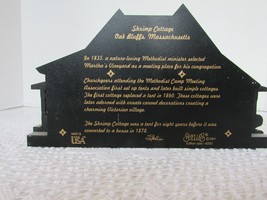 Shrimp Cottage
Oak Bluffs, Massachusetts
In 1835, a nature-loving Methodist minister selected
Martha's Vineyard as a meeting place for his congregation.
Churchgoers attending the Methodist Camp Meeting
Association first set up tents and later built simple cottages.
The first cottage replaced a tent in 1860. These cottages were
later adorned with ornate carved decorations creating a
charming Victorian village.
The Shrimp Cottage was a tent for eight years before it was
converted to a house in 1870.
USA